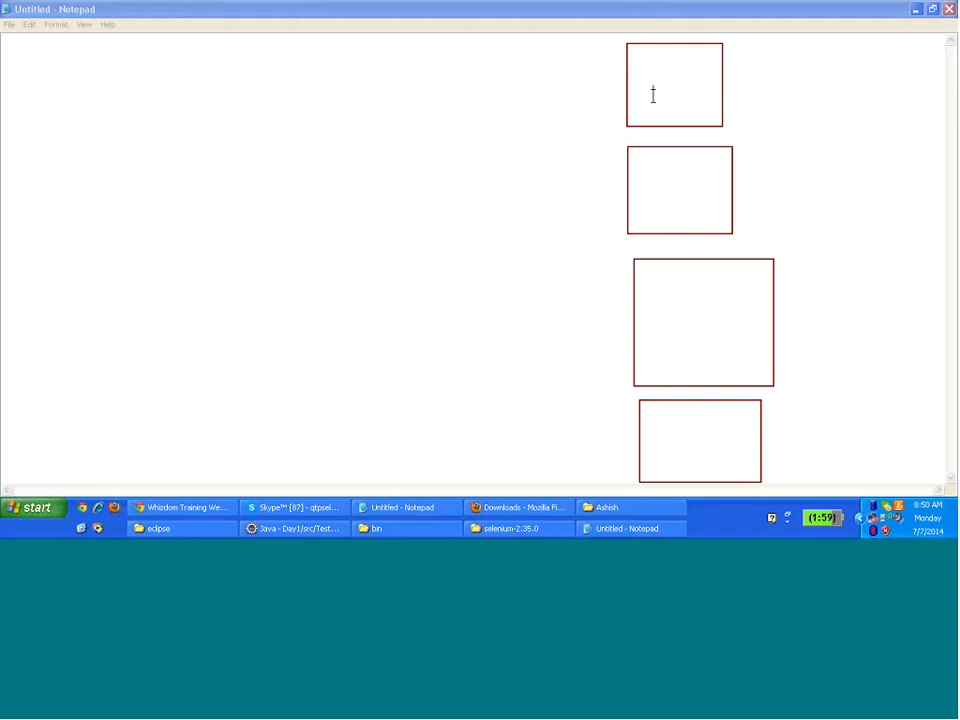 Untitled - Notepad
File Edit Format View Help
start
Whizdom Training We...
Skype™ [87] - qtpsel...
Untitled - Notepad
Downloads - Mozilla Fi...
Ashish
eclipse
Java - Day1/src/Test...
bin
selenium-2.35.0
Untitled - Notepad
(1:59)
8:50 AM
Monday
7/7/2014